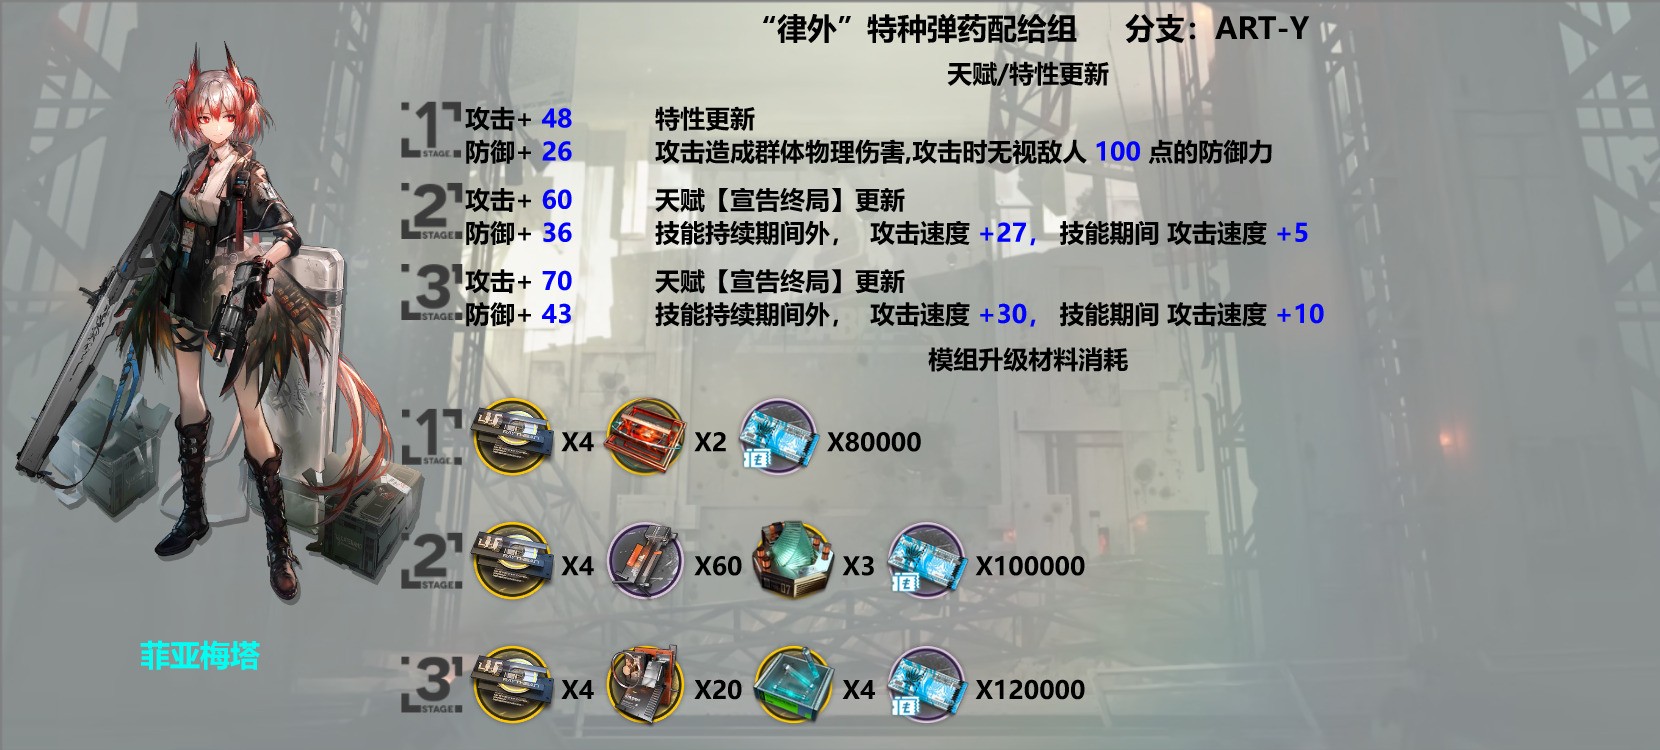 “律外”特种弹药配给组 分支：ART-Y
天赋/特性更新
1 STAGE.
攻击+ 48 特性更新
防御+ 26 攻击造成群体物理伤害,攻击时无视敌人 100 点的防御力
2 STAGE.
攻击+ 60 天赋【宣告终局】更新
防御+ 36 技能持续期间外， 攻击速度 +27， 技能期间 攻击速度 +5
3 STAGE.
攻击+ 70 天赋【宣告终局】更新
防御+ 43 技能持续期间外， 攻击速度 +30， 技能期间 攻击速度 +10
模组升级材料消耗
1 STAGE. X4 X2 X80000
2 STAGE. X4 X60 X3 X100000
3 STAGE. X4 X20 X4 X120000
菲亚梅塔